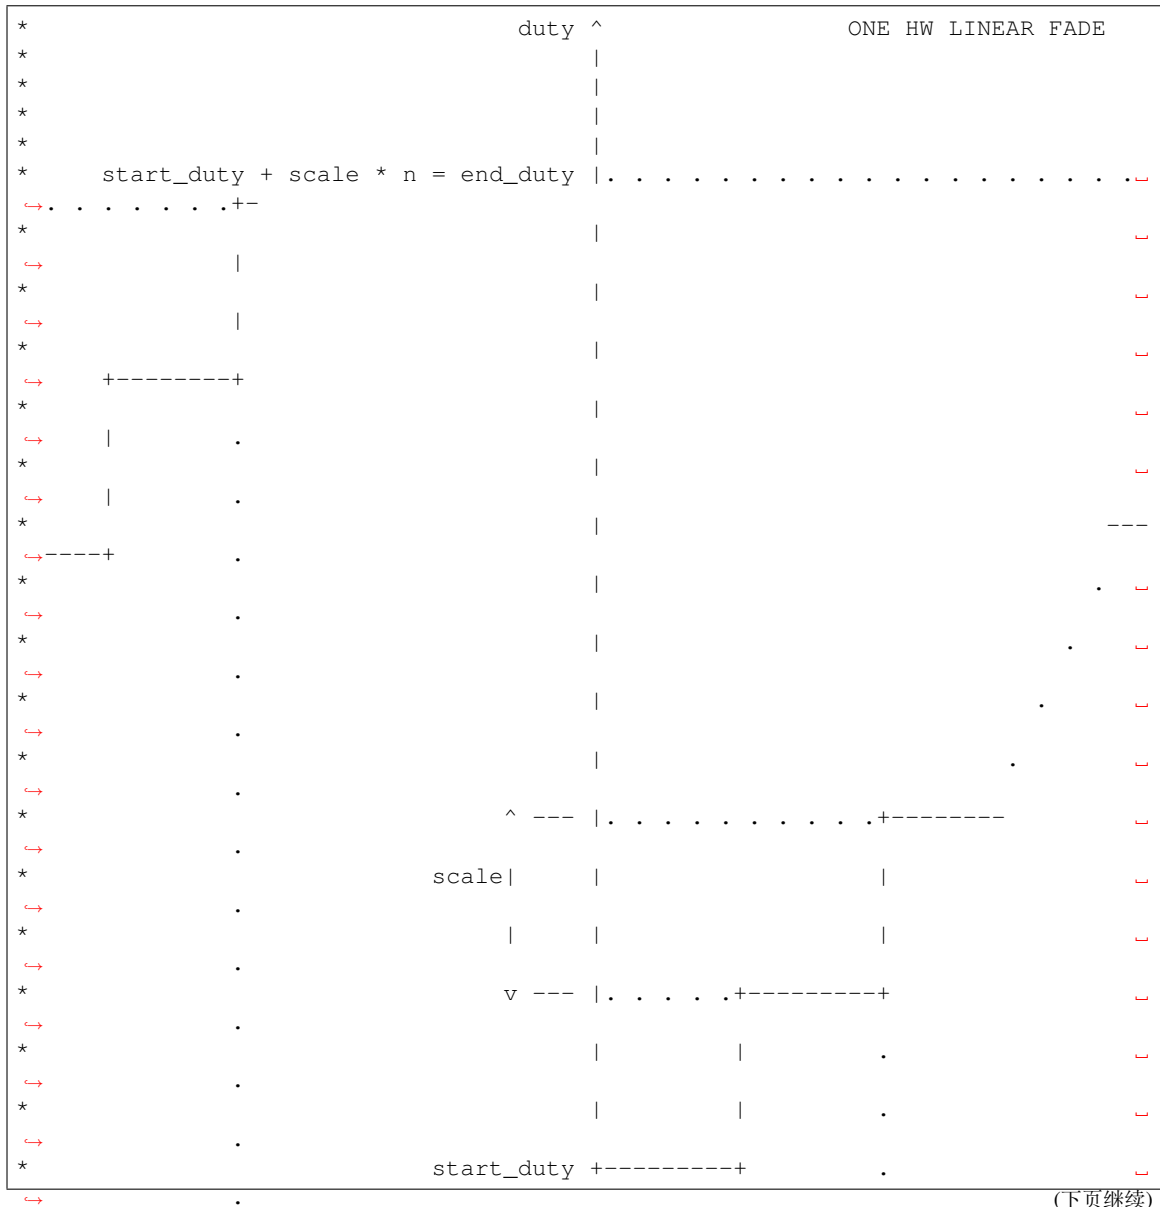 * duty ^ ONE HW LINEAR FADE
* |
* |
* |
* |
* start_duty + scale * n = end_duty |. . . . . . . . . . . . . . . . . . .␣
↪. . . . . . .+-
* | ␣
↪ |
* | ␣
↪ |
* | ␣
↪ +--------+
* | ␣
↪ | .
* | ␣
↪ | .
* | ---
↪----+ .
* | . ␣
↪ .
* | . ␣
↪ .
* | . ␣
↪ .
* | . ␣
↪ .
* ^ --- |. . . . . . . . . .+-------- ␣
↪ .
* scale| | | ␣
↪ .
* | | | ␣
↪ .
* v --- |. . . . .+---------+ ␣
↪ .
* | | . ␣
↪ .
* | | . ␣
↪ .
* start_duty +---------+ . ␣
↪ .
(下页继续)